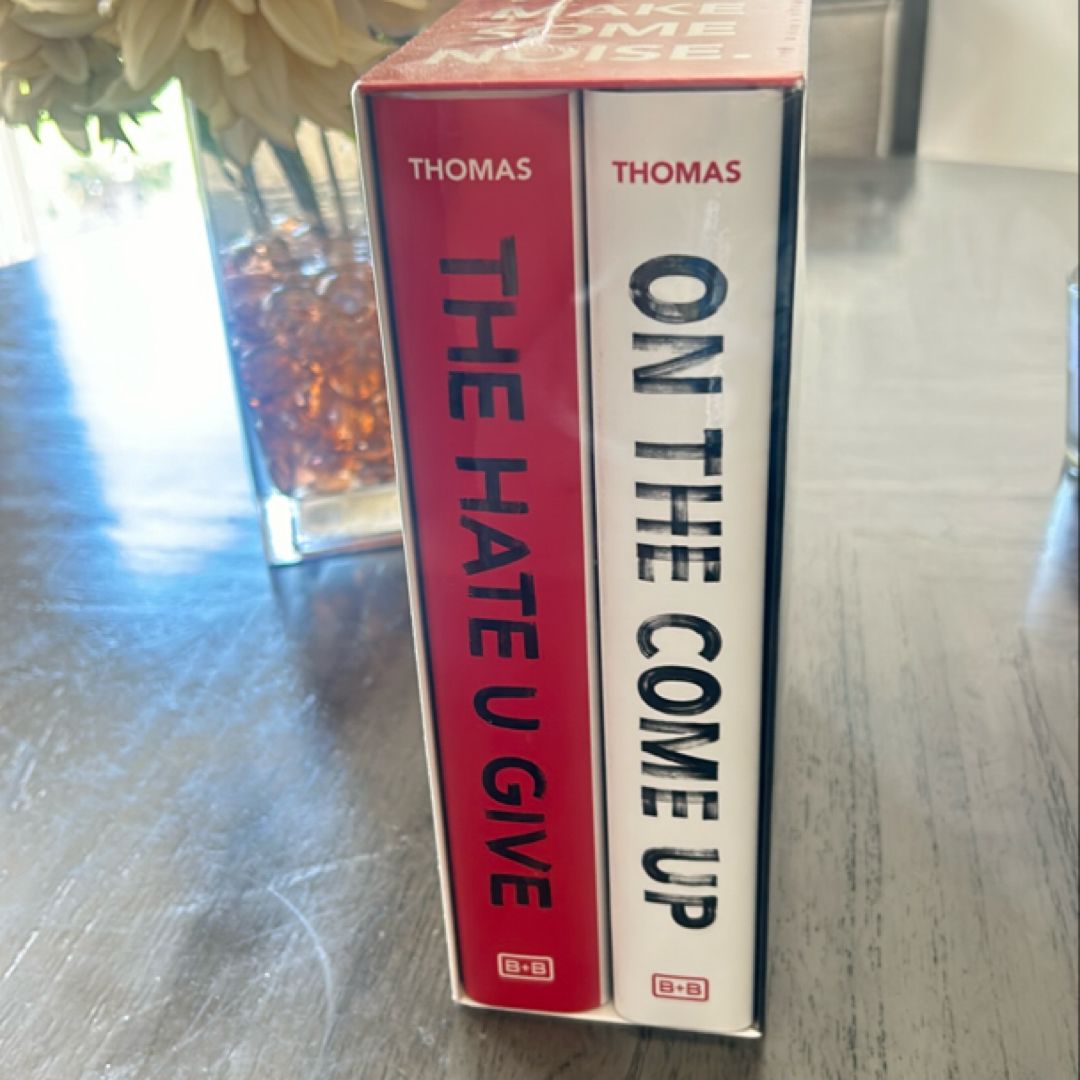 MAKE
SOME
NOISE.
THOMAS
THE HATE U GIVE
B+B
THOMAS
ON THE COME UP
B+B